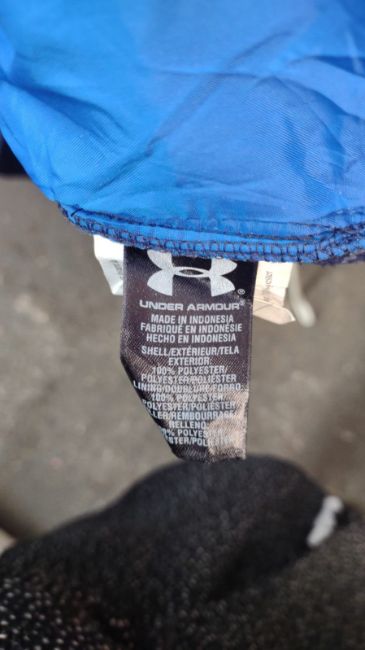 UNDER ARMOUR®
MADE IN INDONESIA
FABRIQUÉ EN INDONÉSIE
HECHO EN INDONESIA
SHELL/EXTÉRIEUR/TELA
EXTERIOR:
100% POLYESTER
POLYESTER/POLIÉSTER
LINING/DOUBLURE/FORRO:
100% POLYESTER
POLYESTER/POLIÉSTER
REMBOURRAGE/
RELLENO:
POLIÉSTER